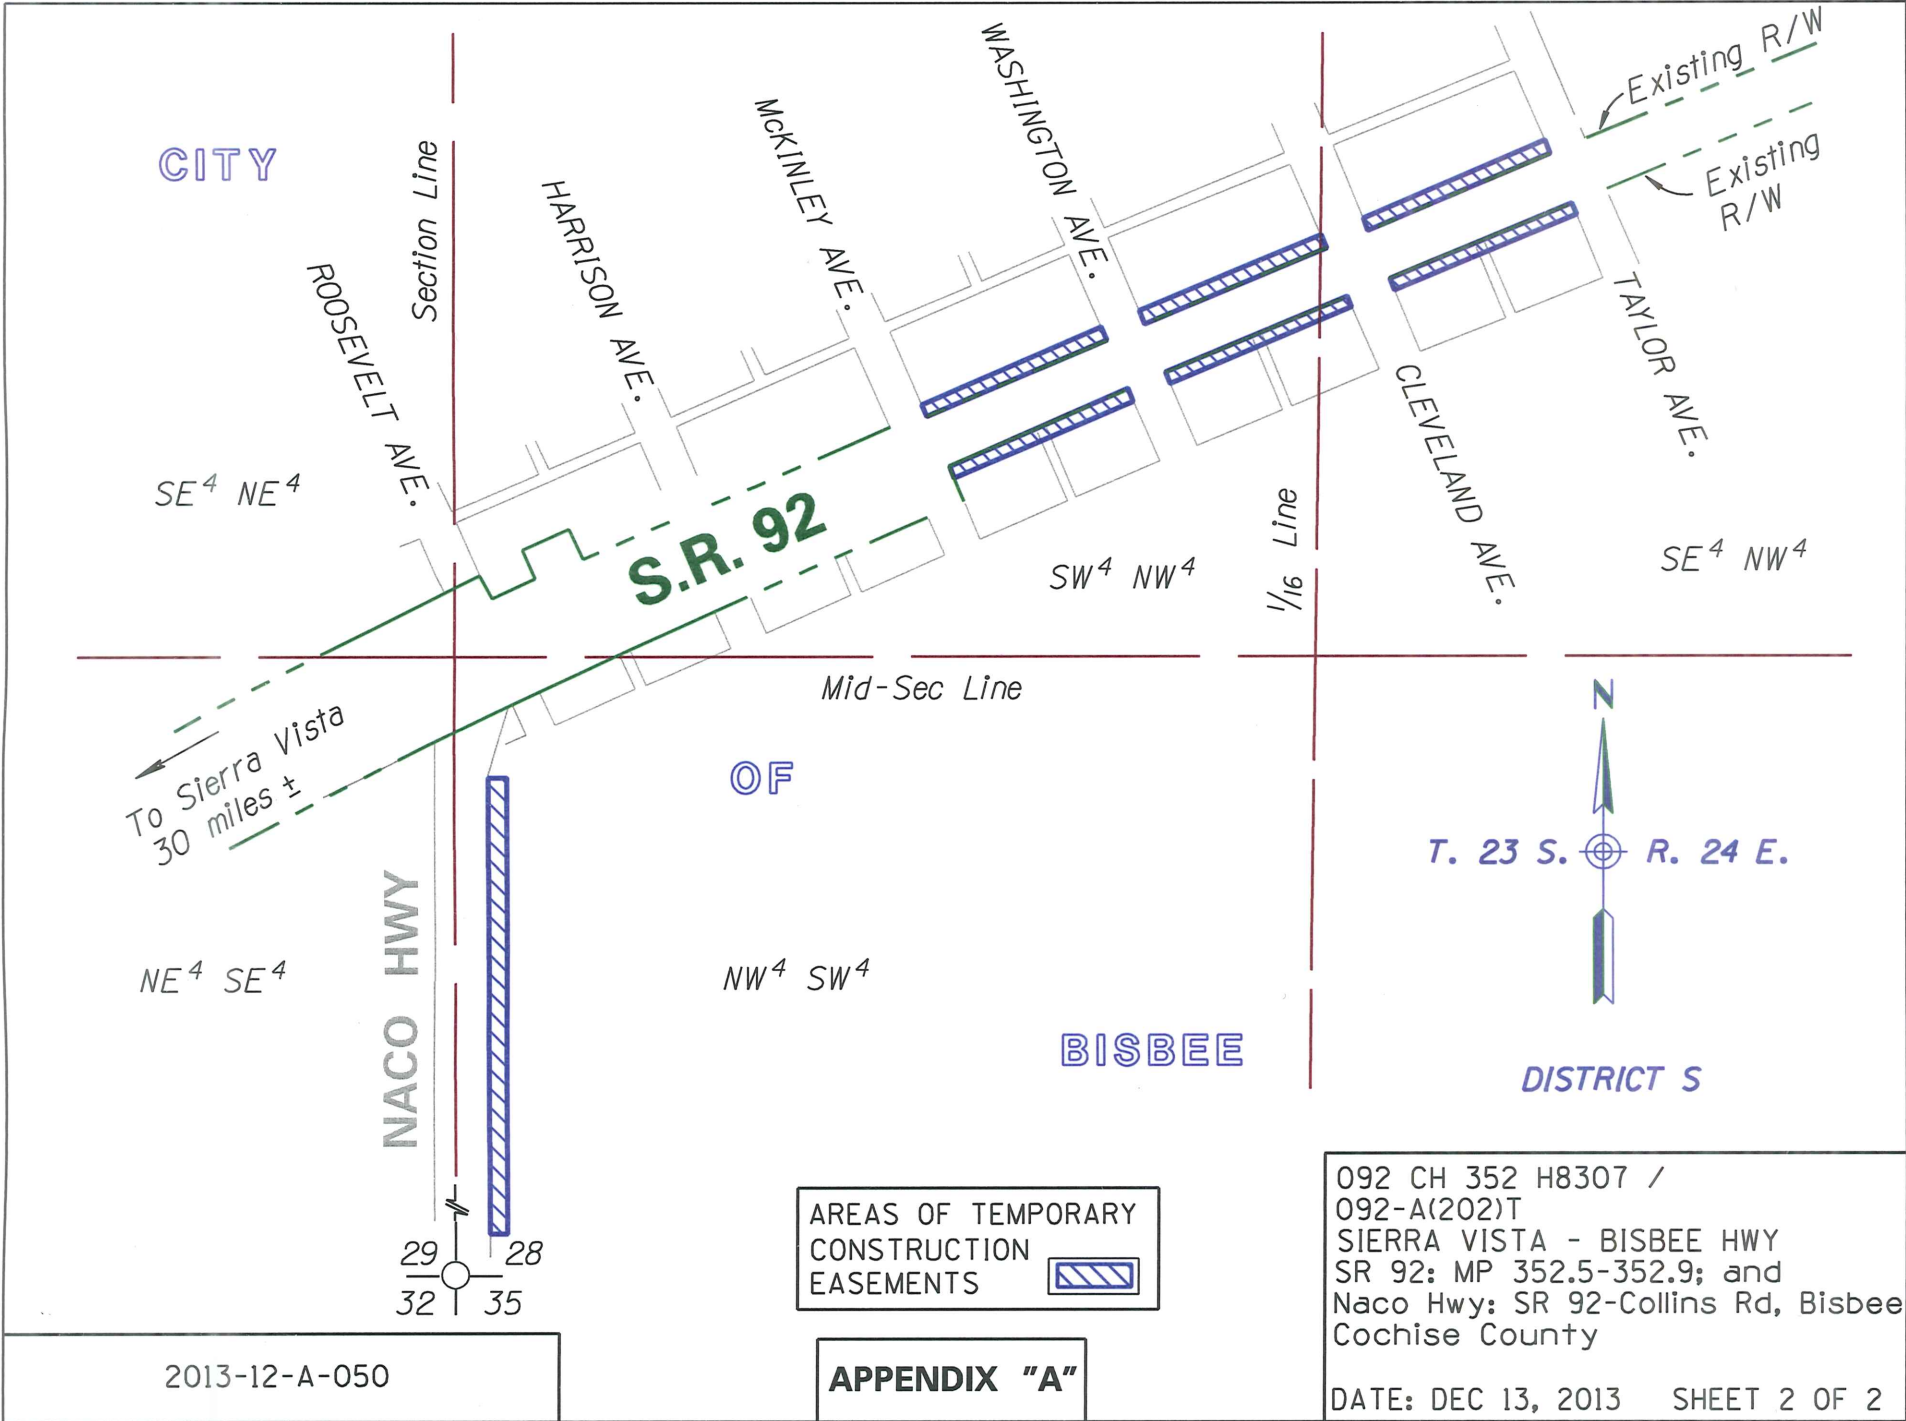 Existing R/W
WASHINGTON AVE.
McKINLEY AVE.
CITY
Section Line
Existing
R/W
HARRISON AVE.
ROOSEVELT AVE.
TAYLOR AVE.
CLEVELAND AVE.
SE4 NE4
S.R. 92
1/16 Line
SW4 NW4
SE4 NW4
Mid-Sec Line
N
To Sierra Vista
30 miles ±
OF
T. 23 S. R. 24 E.
NACO HWY
NE4 SE4
NW4 SW4
BISBEE
DISTRICT S
29 28
32 35
AREAS OF TEMPORARY
CONSTRUCTION
EASEMENTS
092 CH 352 H8307 /
092-A(202)T
SIERRA VISTA - BISBEE HWY
SR 92: MP 352.5-352.9; and
Naco Hwy: SR 92-Collins Rd, Bisbee
Cochise County
DATE: DEC 13, 2013 SHEET 2 OF 2
2013-12-A-050
APPENDIX "A"